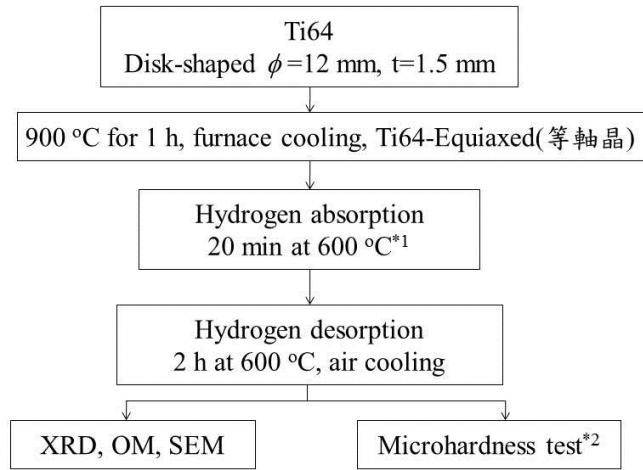 Ti64
Disk-shaped ϕ=12 mm, t=1.5 mm
900 °C for 1 h, furnace cooling, Ti64-Equiaxed(等軸晶)
Hydrogen absorption
20 min at 600 °C*1
Hydrogen desorption
2 h at 600 °C, air cooling
XRD, OM, SEM
Microhardness test*2